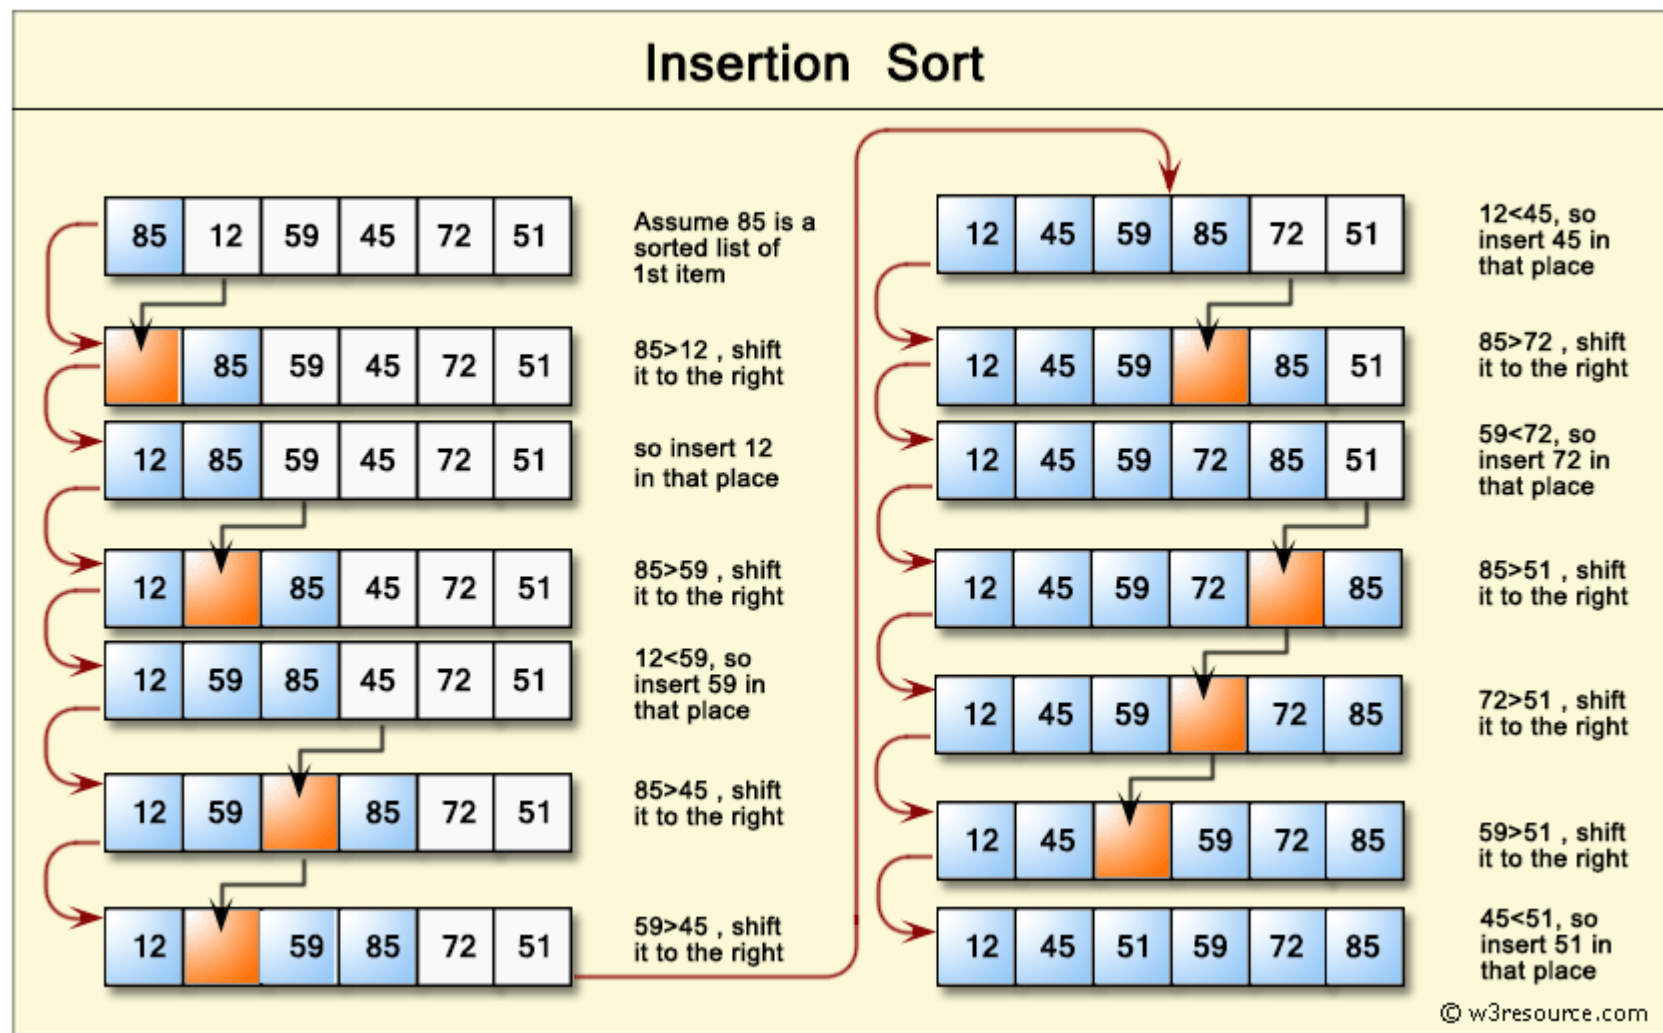 Insertion Sort
85 12 59 45 72 51
Assume 85 is a
sorted list of
1st item
85 59 45 72 51
85>12 , shift
it to the right
12 85 59 45 72 51
so insert 12
in that place
12 85 45 72 51
85>59 , shift
it to the right
12 59 85 45 72 51
12<59, so
insert 59 in
that place
12 59 85 72 51
85>45 , shift
it to the right
12 59 85 72 51
59>45 , shift
it to the right
12 45 59 85 72 51
12<45, so
insert 45 in
that place
12 45 59 85 51
85>72 , shift
it to the right
12 45 59 72 85 51
59<72, so
insert 72 in
that place
12 45 59 72 85
85>51 , shift
it to the right
12 45 59 72 85
72>51 , shift
it to the right
12 45 59 72 85
59>51 , shift
it to the right
12 45 51 59 72 85
45<51, so
insert 51 in
that place
© w3resource.com